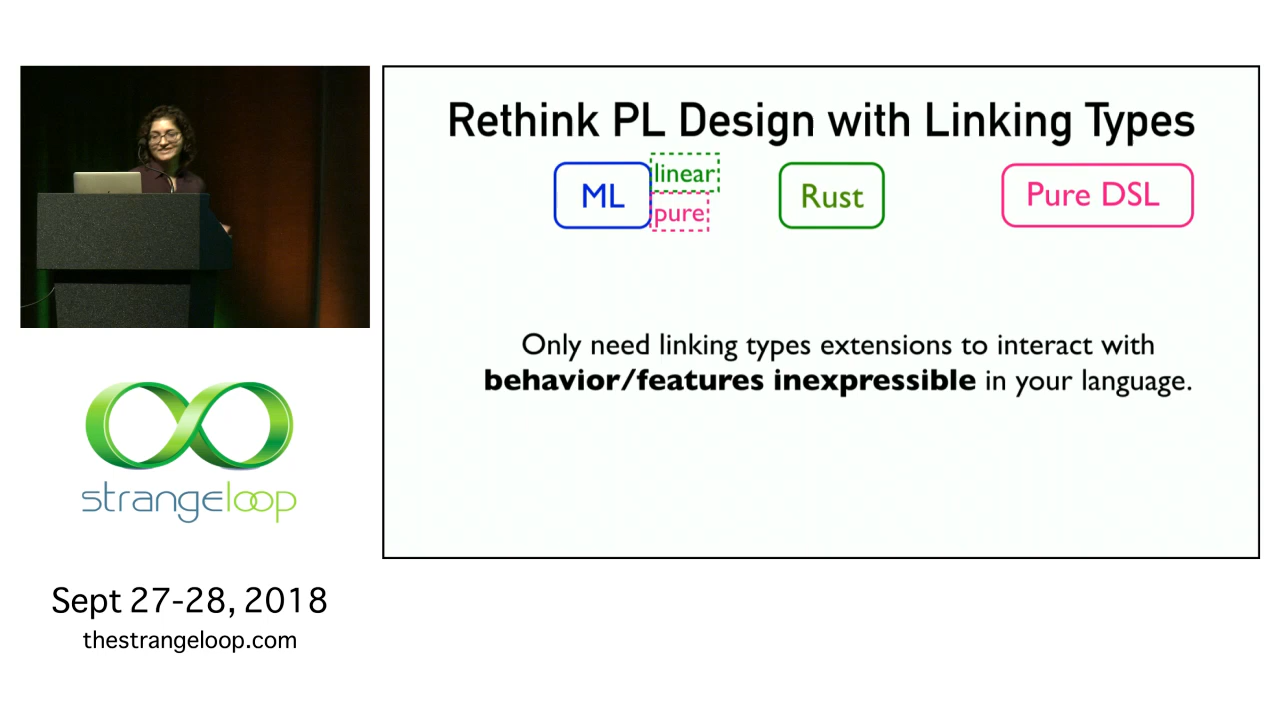 Rethink PL Design with Linking Types
ML
linear
pure
Rust
Pure DSL
Only need linking types extensions to interact with
behavior/features inexpressible in your language.
strangeloop
Sept 27-28, 2018
thestrangeloop.com